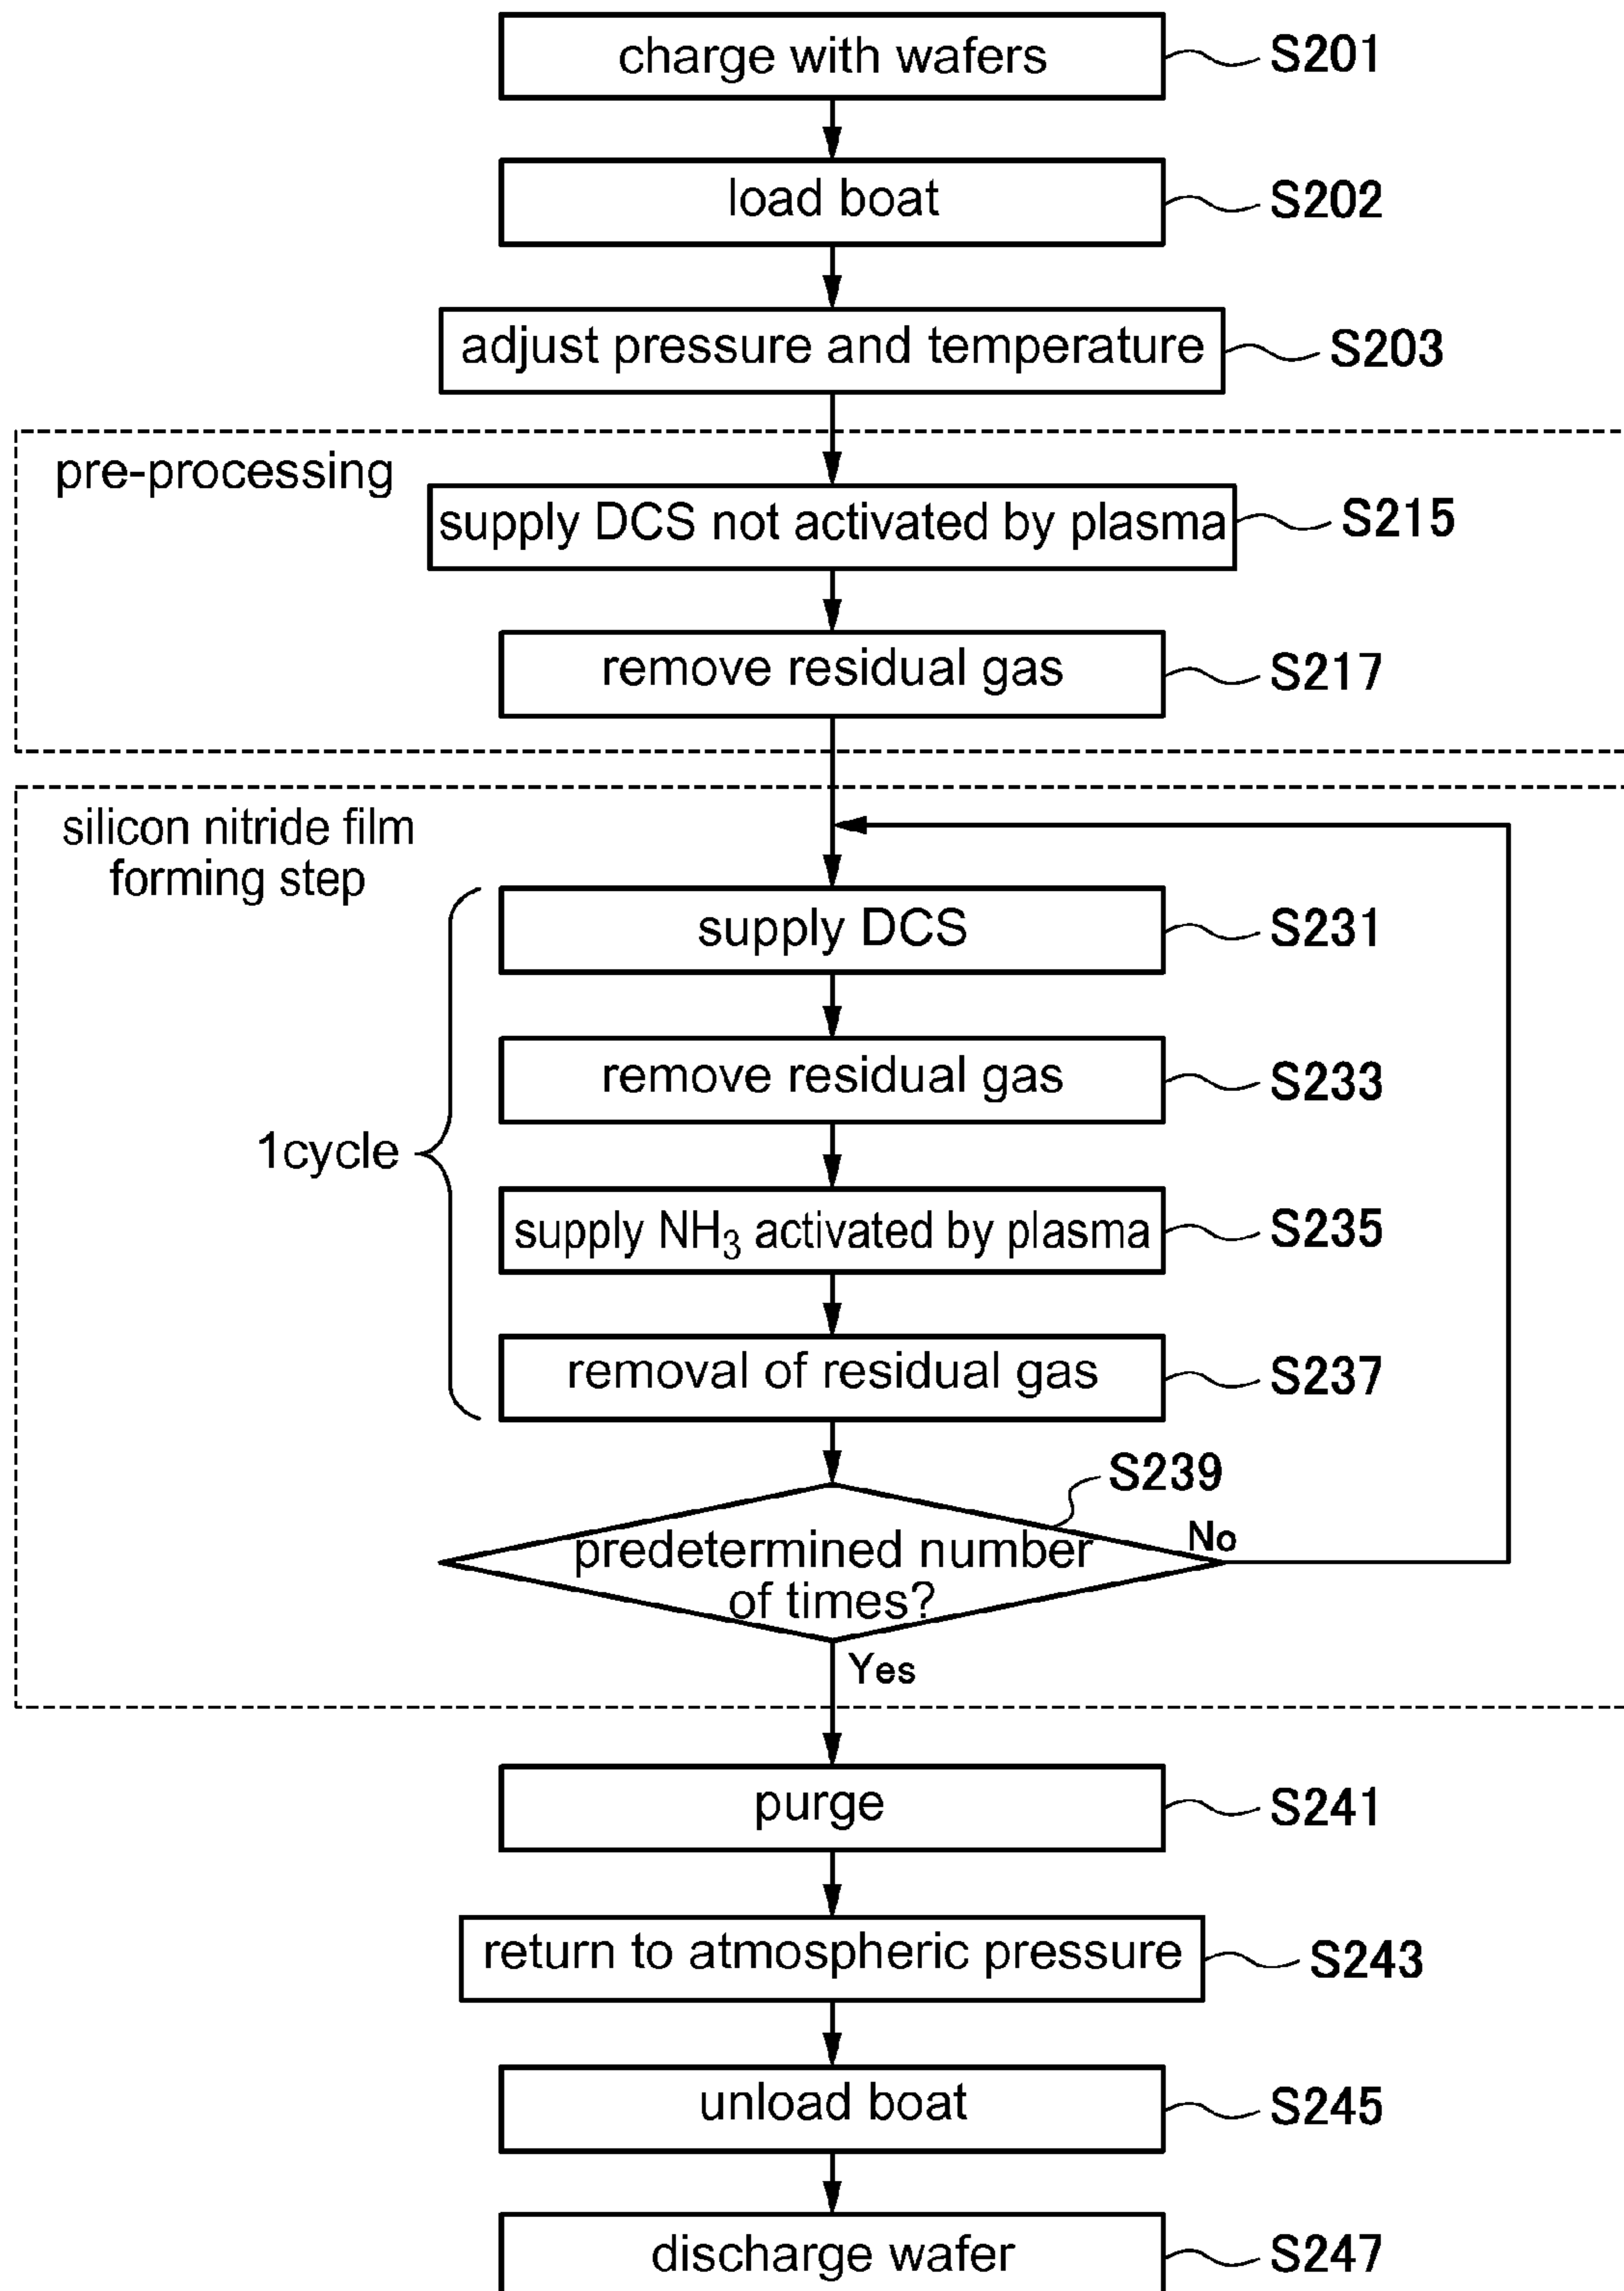 charge with wafers
S201
load boat
S202
adjust pressure and temperature
S203
pre-processing
supply DCS not activated by plasma
S215
remove residual gas
S217
silicon nitride film
forming step
supply DCS
S231
remove residual gas
S233
1cycle
supply NH₃ activated by plasma
S235
removal of residual gas
S237
S239
predetermined number
of times?
No
Yes
purge
S241
return to atmospheric pressure
S243
unload boat
S245
discharge wafer
S247